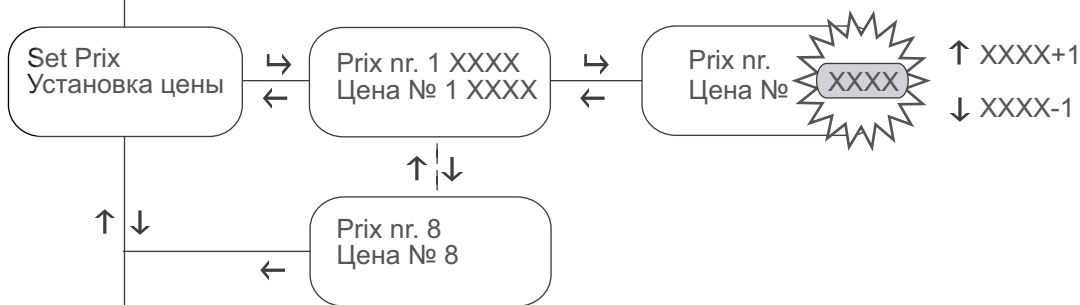 Set Prix
Установка цены
Prix nr. 1 XXXX
Цена № 1 XXXX
Prix nr.
Цена №
XXXX
↑ XXXX+1
↓ XXXX-1
Prix nr. 8
Цена № 8